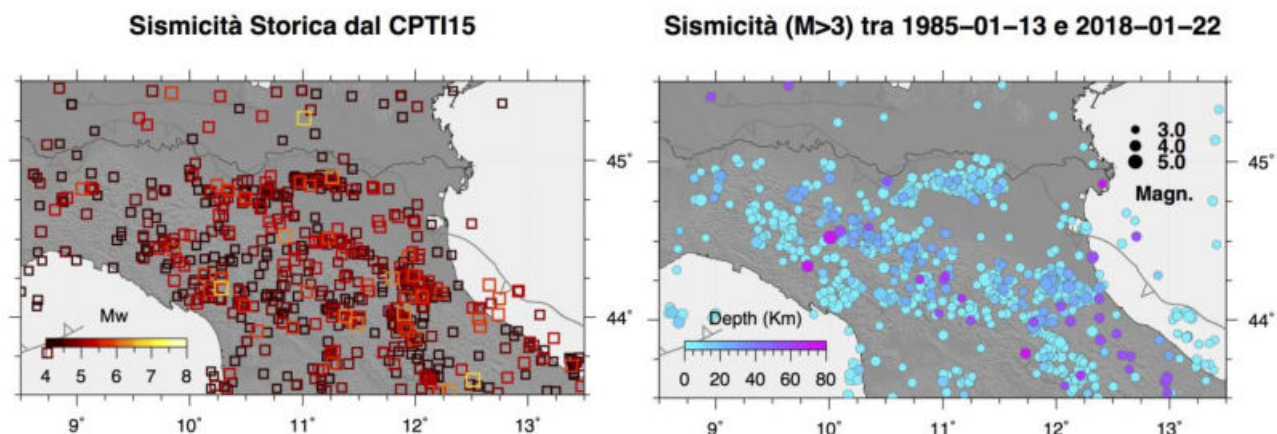 Sismicità Storica dal CPTI15
Mw
4 5 6 7 8
9° 10° 11° 12° 13°
45°
44°
Sismicità (M>3) tra 1985−01−13 e 2018−01−22
3.0
4.0
5.0
Magn.
Depth (Km)
0 20 40 60 80
9° 10° 11° 12° 13°
45°
44°